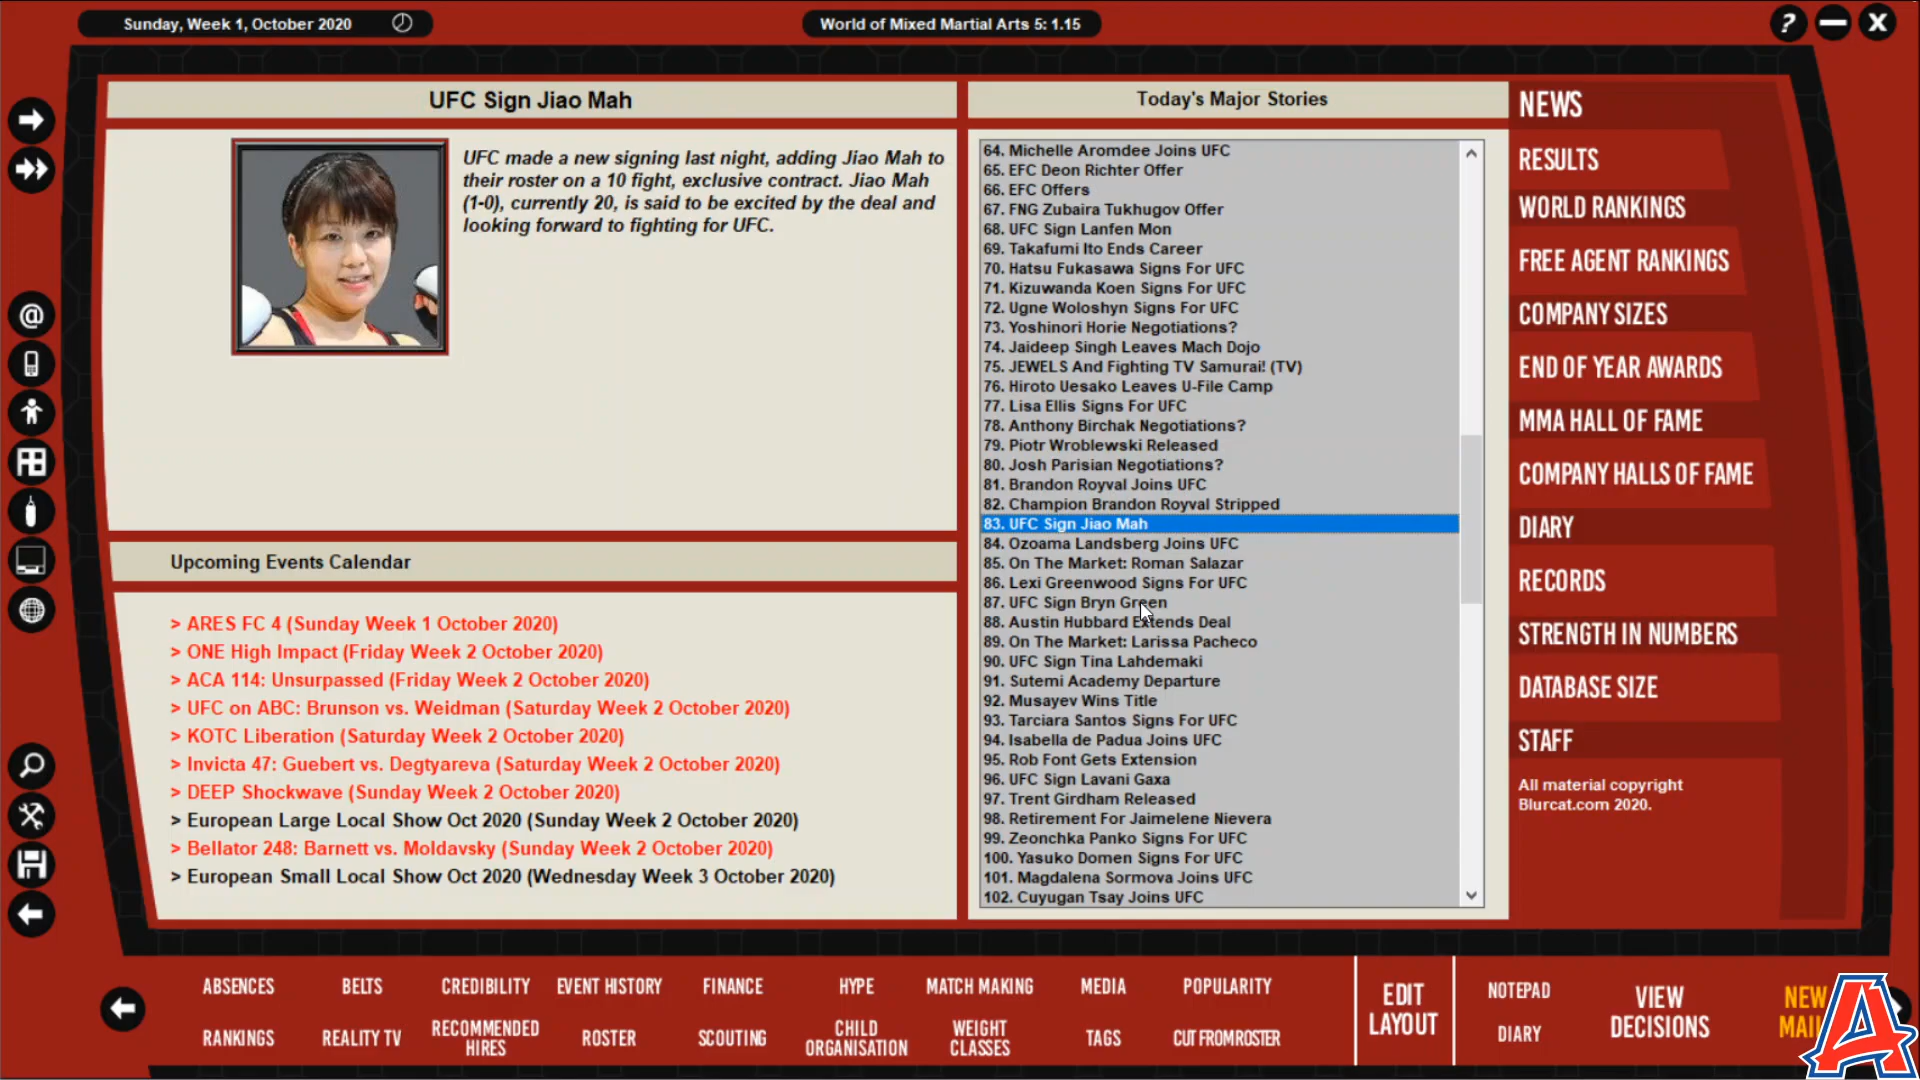 Sunday, Week 1, October 2020
World of Mixed Martial Arts 5: 1.15
?
X
UFC Sign Jiao Mah
UFC made a new signing last night, adding Jiao Mah to
their roster on a 10 fight, exclusive contract. Jiao Mah
(1-0), currently 20, is said to be excited by the deal and
looking forward to fighting for UFC.
Upcoming Events Calendar
> ARES FC 4 (Sunday Week 1 October 2020)
> ONE High Impact (Friday Week 2 October 2020)
> ACA 114: Unsurpassed (Friday Week 2 October 2020)
> UFC on ABC: Brunson vs. Weidman (Saturday Week 2 October 2020)
> KOTC Liberation (Saturday Week 2 October 2020)
> Invicta 47: Guebert vs. Degtyareva (Saturday Week 2 October 2020)
> DEEP Shockwave (Sunday Week 2 October 2020)
> European Large Local Show Oct 2020 (Sunday Week 2 October 2020)
> Bellator 248: Barnett vs. Moldavsky (Sunday Week 2 October 2020)
> European Small Local Show Oct 2020 (Wednesday Week 3 October 2020)
Today's Major Stories
64. Michelle Aromdee Joins UFC
65. EFC Deon Richter Offer
66. EFC Offers
67. FNG Zubaira Tukhugov Offer
68. UFC Sign Lanfen Mon
69. Takafumi Ito Ends Career
70. Hatsu Fukasawa Signs For UFC
71. Kizuwanda Koen Signs For UFC
72. Ugne Woloshyn Signs For UFC
73. Yoshinori Horie Negotiations?
74. Jaideep Singh Leaves Mach Dojo
75. JEWELS And Fighting TV Samurai! (TV)
76. Hiroto Uesako Leaves U-File Camp
77. Lisa Ellis Signs For UFC
78. Anthony Birchak Negotiations?
79. Piotr Wroblewski Released
80. Josh Parisian Negotiations?
81. Brandon Royval Joins UFC
82. Champion Brandon Royval Stripped
83. UFC Sign Jiao Mah
84. Ozoama Landsberg Joins UFC
85. On The Market: Roman Salazar
86. Lexi Greenwood Signs For UFC
87. UFC Sign Bryn Green
88. Austin Hubbard Extends Deal
89. On The Market: Larissa Pacheco
90. UFC Sign Tina Lahdemaki
91. Sutemi Academy Departure
92. Musayev Wins Title
93. Tarciara Santos Signs For UFC
94. Isabella de Padua Joins UFC
95. Rob Font Gets Extension
96. UFC Sign Lavani Gaxa
97. Trent Girdham Released
98. Retirement For Jaimelene Nievera
99. Zeonchka Panko Signs For UFC
100. Yasuko Domen Signs For UFC
101. Magdalena Sormova Joins UFC
102. Cuyugan Tsay Joins UFC
NEWS
RESULTS
WORLD RANKINGS
FREE AGENT RANKINGS
COMPANY SIZES
END OF YEAR AWARDS
MMA HALL OF FAME
COMPANY HALLS OF FAME
DIARY
RECORDS
STRENGTH IN NUMBERS
DATABASE SIZE
STAFF
All material copyright
Blurcat.com 2020.
ABSENCES
BELTS
CREDIBILITY
EVENT HISTORY
FINANCE
HYPE
MATCH MAKING
MEDIA
POPULARITY
RANKINGS
REALITY TV
RECOMMENDED
HIRES
ROSTER
SCOUTING
CHILD
ORGANISATION
WEIGHT
CLASSES
TAGS
CUT FROM ROSTER
EDIT
LAYOUT
NOTEPAD
DIARY
VIEW
DECISIONS
NEW
MAIL
A